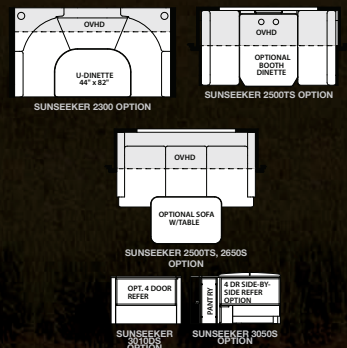 OVHD
U-DINETTE
44" x 82"
SUNSEEKER 2300 OPTION
OVHD
OPTIONAL
BOOTH
DINETTE
SUNSEEKER 2500TS OPTION
OVHD
OPTIONAL SOFA
W/TABLE
SUNSEEKER 2500TS, 2650S
OPTION
OPT. 4 DOOR
REFER
SUNSEEKER
3010DS
OPTION
PANTRY
4 DR SIDE-BY-
SIDE REFER
OPTION
SUNSEEKER 3050S
OPTION